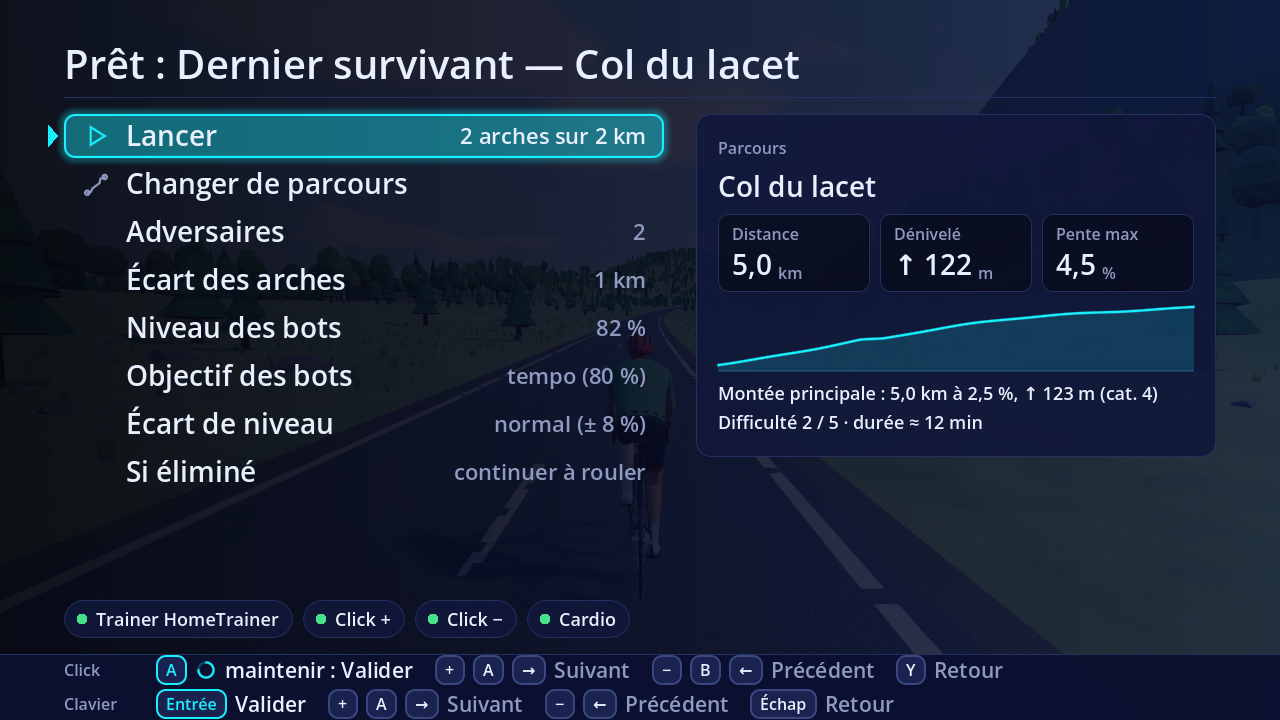 Prêt : Dernier survivant — Col du lacet
Lancer 2 arches sur 2 km
Changer de parcours
Adversaires 2
Écart des arches 1 km
Niveau des bots 82 %
Objectif des bots tempo (80 %)
Écart de niveau normal (± 8 %)
Si éliminé continuer à rouler
Parcours
Col du lacet
Distance Dénivelé Pente max
5,0 km ↑ 122 m 4,5 %
Montée principale : 5,0 km à 2,5 %, ↑ 123 m (cat. 4)
Difficulté 2 / 5 · durée ≈ 12 min
Trainer HomeTrainer Click + Click − Cardio
Click A maintenir : Valider + A → Suivant − B ← Précédent Y Retour
Clavier Entrée Valider + A → Suivant − ← Précédent Échap Retour